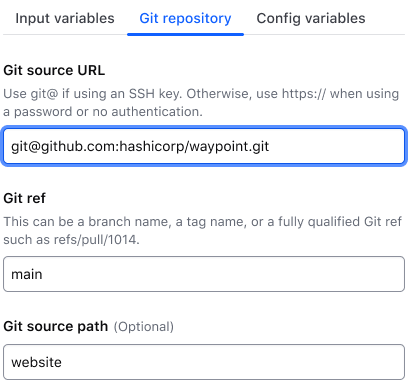 Input variables Git repository Config variables
Git source URL
Use git@ if using an SSH key. Otherwise, use https:// when using
a password or no authentication.
git@github.com:hashicorp/waypoint.git
Git ref
This can be a branch name, a tag name, or a fully qualified Git ref
such as refs/pull/1014.
main
Git source path (Optional)
website